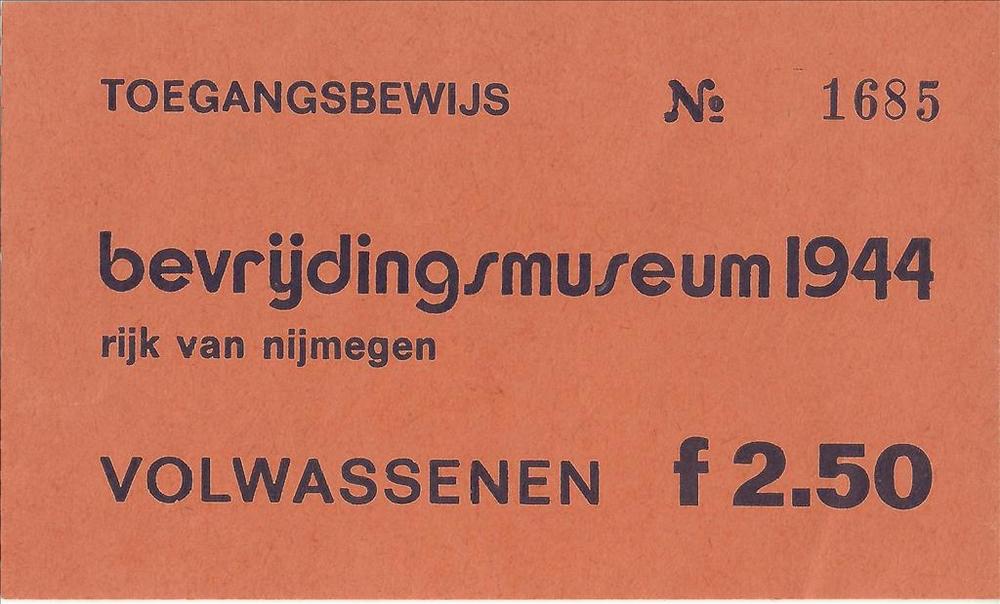 TOEGANGSBEWIJS № 1685
bevrijdingsmuseum 1944
rijk van nijmegen
VOLWASSENEN f 2.50